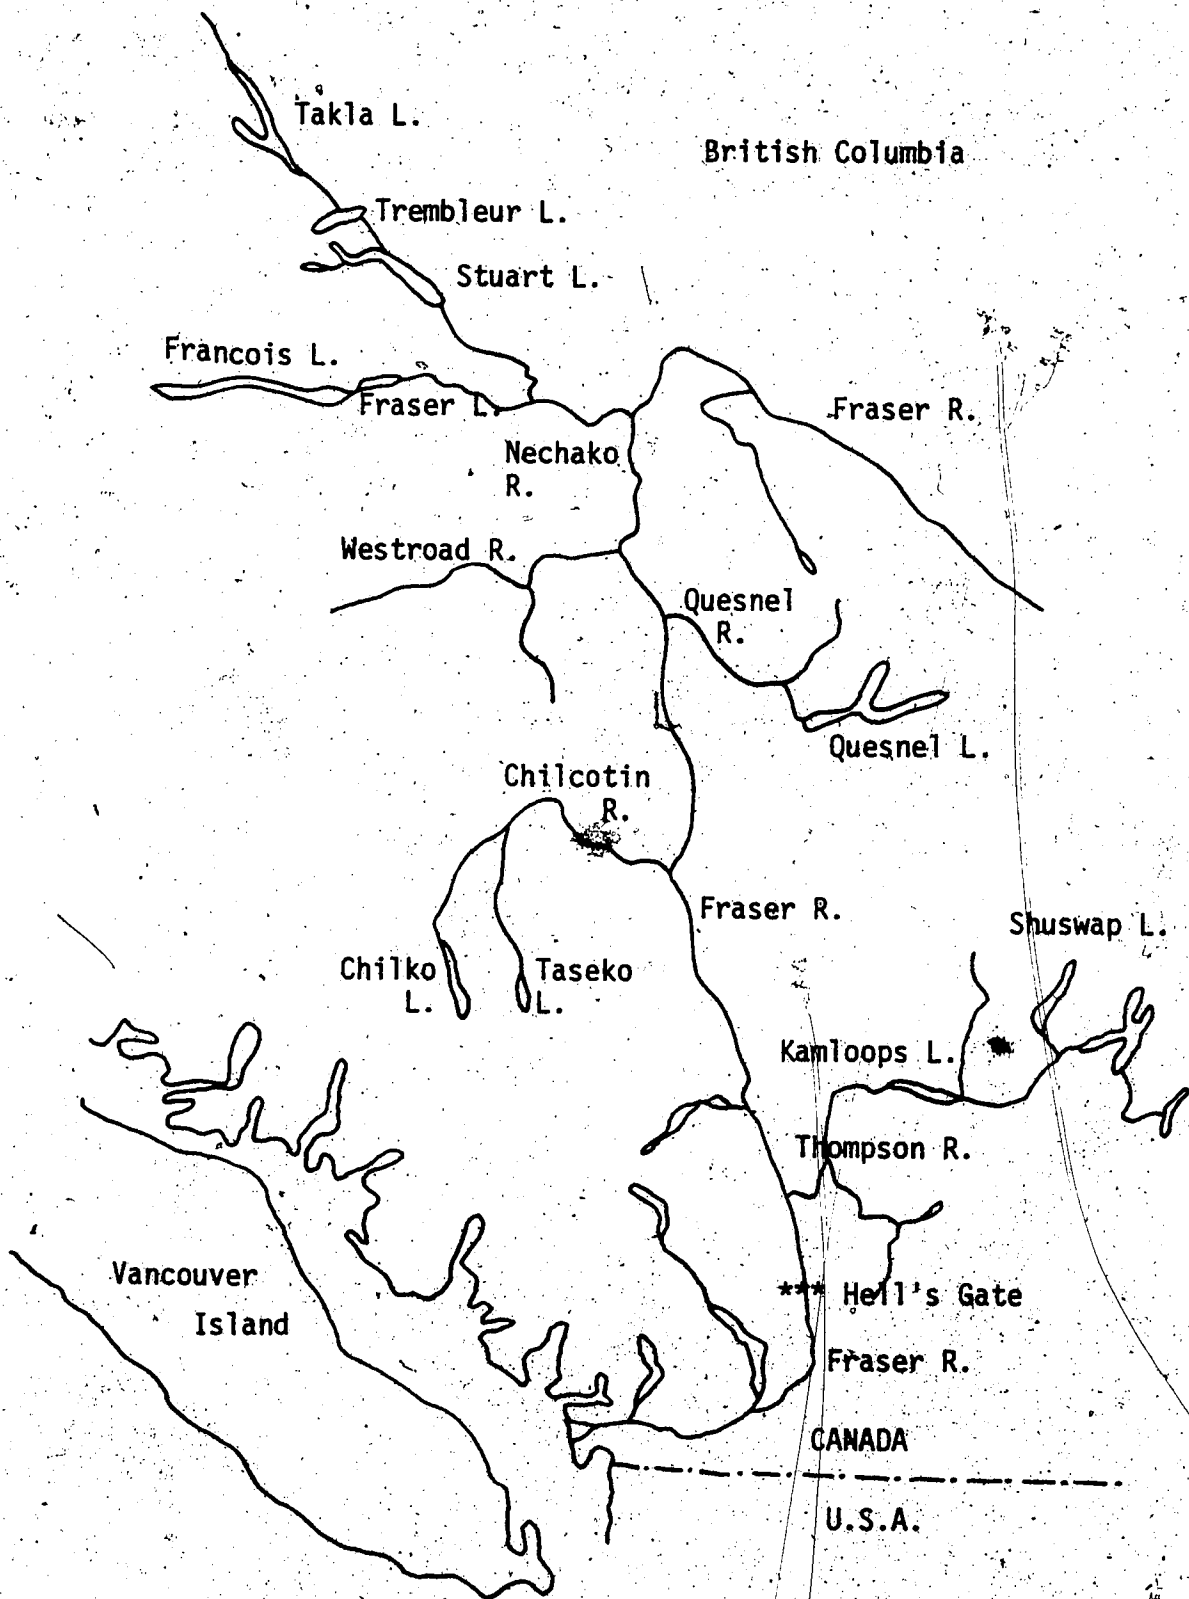 Takla L.
British Columbia
Trembleur L.
Stuart L.
Francois L.
Fraser L.
Fraser R.
Nechako
R.
Westroad R.
Quesnel
R.
Quesnel L.
Chilcotin
R.
Fraser R.
Shuswap L.
Chilko
L.
Taseko
L.
Kamloops L.
Thompson R.
Vancouver
Island
*** Hell's Gate
Fraser R.
CANADA
U.S.A.